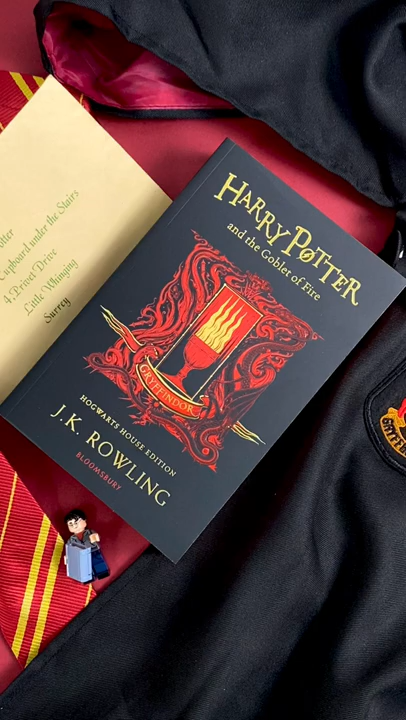 Cupboard under the Stairs
4, Privet Drive
Little Whinging
Surrey
HARRY POTTER
and the Goblet of Fire
GRYFFINDOR
HOGWARTS HOUSE EDITION
J.K. ROWLING
BLOOMSBURY